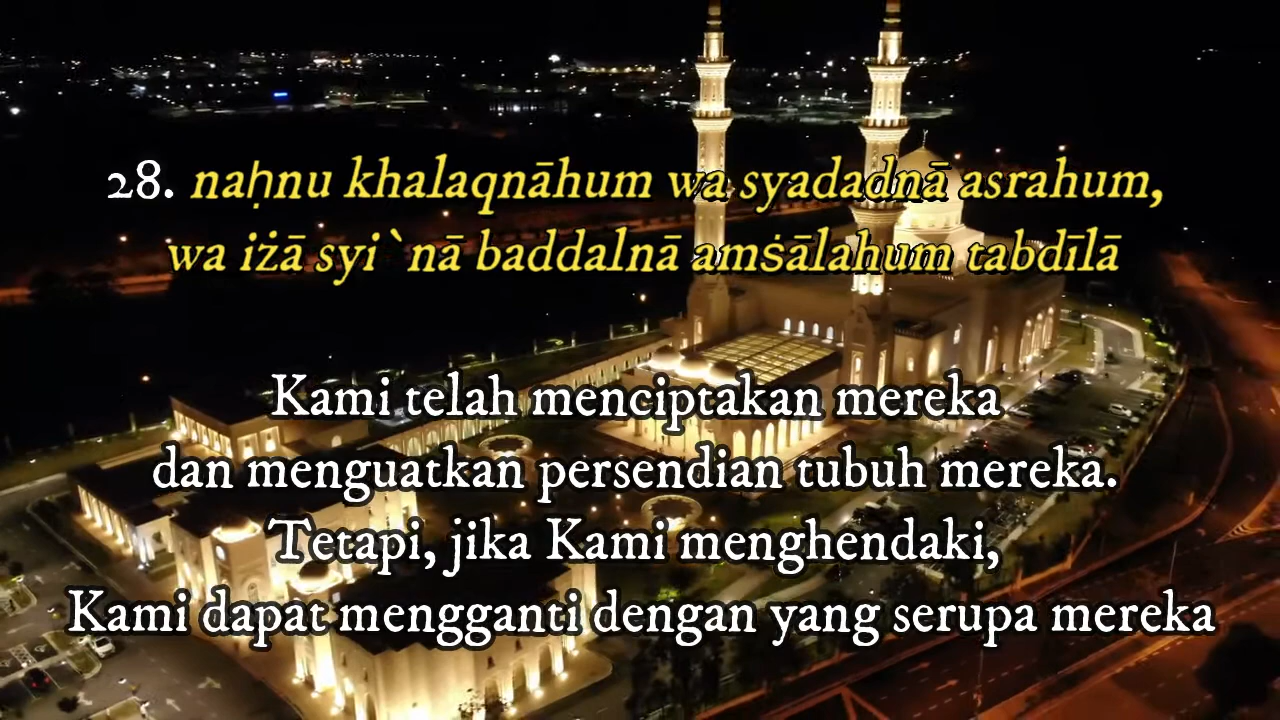 28. naḥnu khalaqnāhum wa syadadnā asrahum,
wa iżā syi`nā baddalnā amṡālahum tabdīlā
Kami telah menciptakan mereka
dan menguatkan persendian tubuh mereka.
Tetapi, jika Kami menghendaki,
Kami dapat mengganti dengan yang serupa mereka